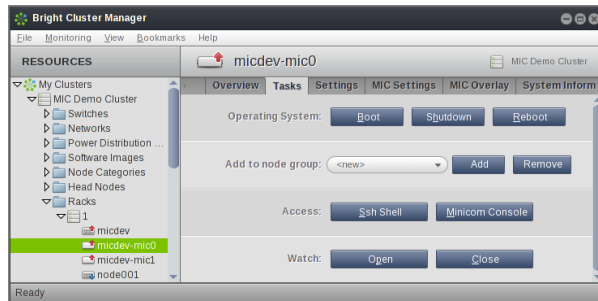 Bright Cluster Manager
File Monitoring View Bookmarks Help
RESOURCES
micdev-mic0
MIC Demo Cluster
My Clusters
MIC Demo Cluster
Switches
Networks
Power Distribution ...
Software Images
Node Categories
Head Nodes
Racks
1
micdev
micdev-mic0
micdev-mic1
node001
Overview Tasks Settings MIC Settings MIC Overlay System Inform
Operating System: Boot Shutdown Reboot
Add to node group: <new> Add Remove
Access: Ssh Shell Minicom Console
Watch: Open Close
Ready